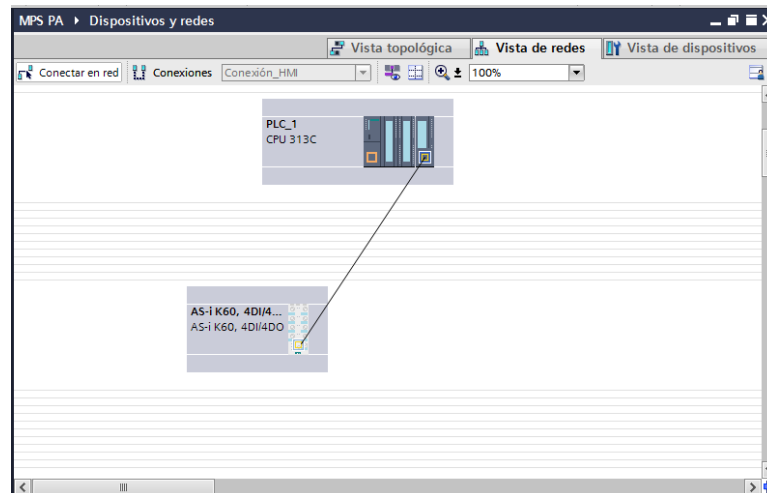 MPS PA ▸ Dispositivos y redes
Vista topológica Vista de redes Vista de dispositivos
Conectar en red Conexiones Conexión_HMI 100%
PLC_1
CPU 313C
AS-i K60, 4DI/4...
AS-i K60, 4DI/4DO